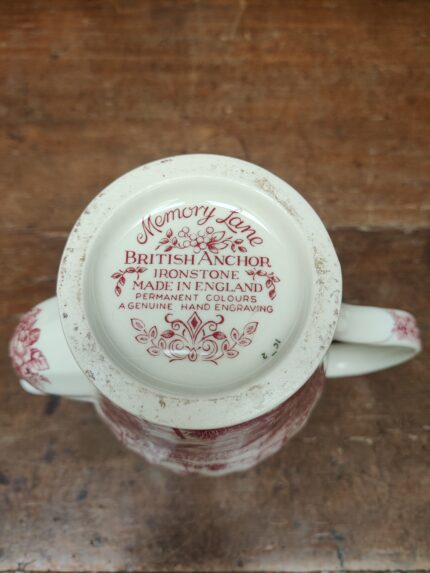 Memory Lane
BRITISH ANCHOR
IRONSTONE
MADE IN ENGLAND
PERMANENT COLOURS
A GENUINE HAND ENGRAVING